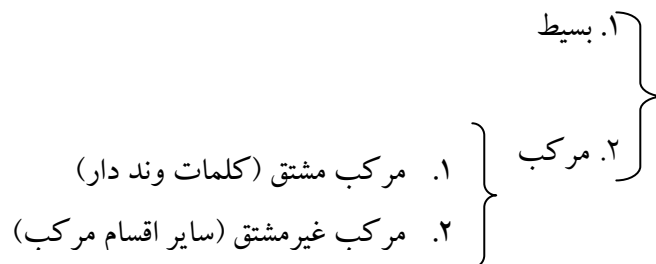 ۱. بسیط
۲. مرکب
۱. مرکب مشتق (کلمات وند دار)
۲. مرکب غیرمشتق (سایر اقسام مرکب)